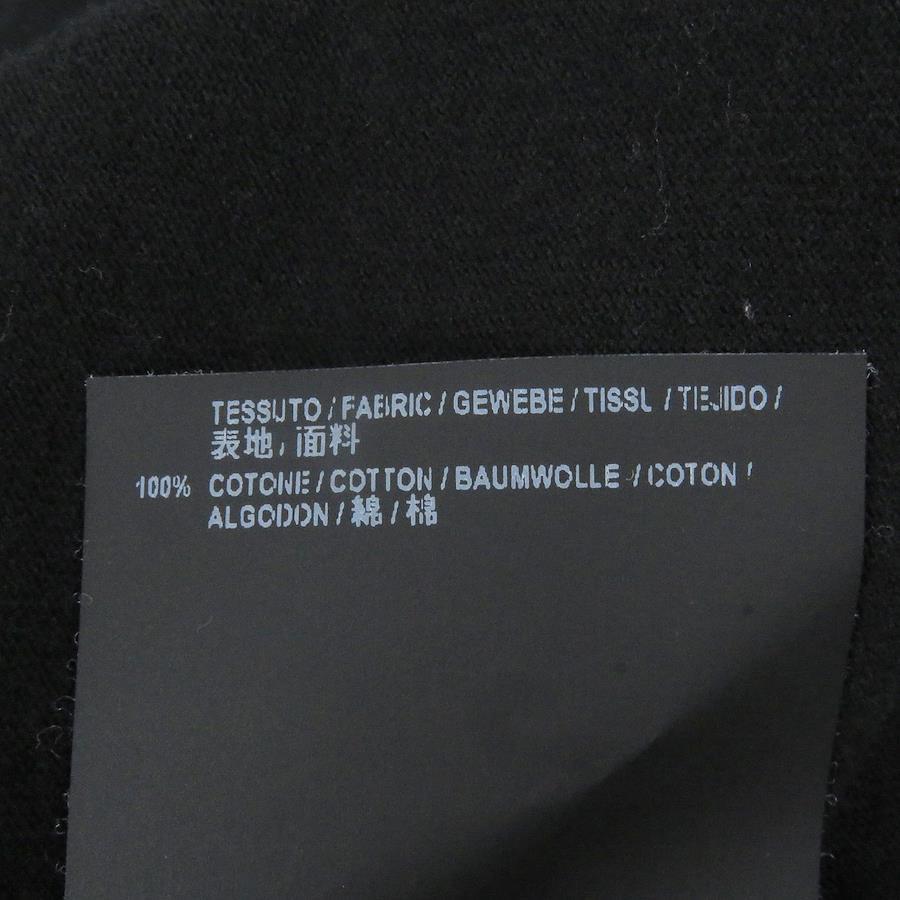 TESSUTO / FABRIC / GEWEBE / TISSU / TEJIDO /
表地, 面料
100% COTONE / COTTON / BAUMWOLLE / COTON /
ALGODON / 綿 / 棉